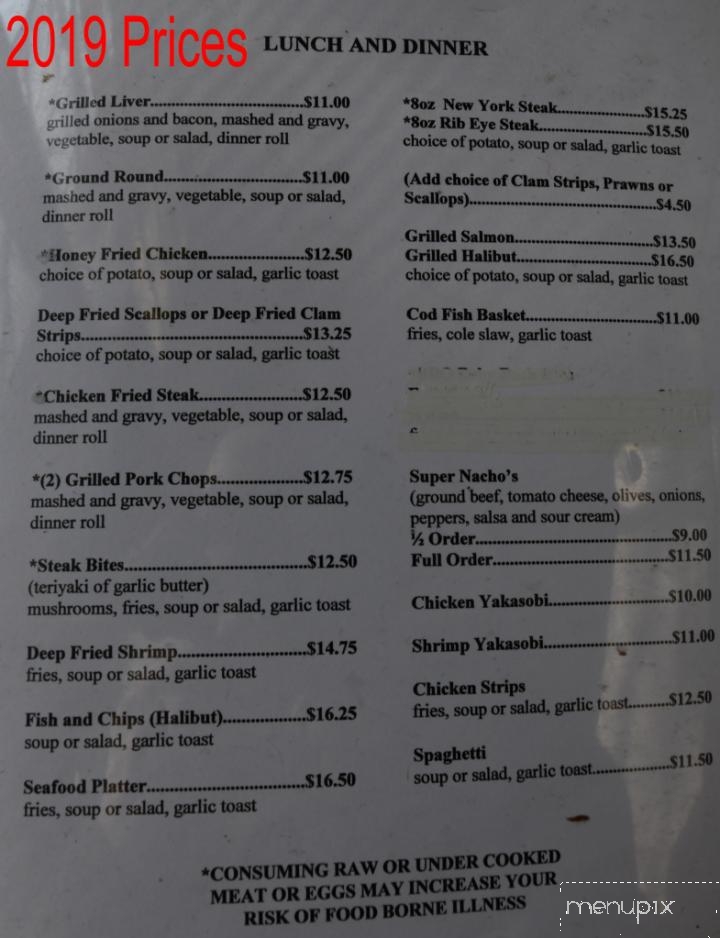 2019 Prices
LUNCH AND DINNER
*Grilled Liver..............................$11.00
grilled onions and bacon, mashed and gravy,
vegetable, soup or salad, dinner roll
*Ground Round...........................$11.00
mashed and gravy, vegetable, soup or salad,
dinner roll
*Honey Fried Chicken...................$12.50
choice of potato, soup or salad, garlic toast
Deep Fried Scallops or Deep Fried Clam
Strips............................................$13.25
choice of potato, soup or salad, garlic toast
*Chicken Fried Steak.....................$12.50
mashed and gravy, vegetable, soup or salad,
dinner roll
*(2) Grilled Pork Chops.................$12.75
mashed and gravy, vegetable, soup or salad,
dinner roll
*Steak Bites...................................$12.50
(teriyaki of garlic butter)
mushrooms, fries, soup or salad, garlic toast
Deep Fried Shrimp.........................$14.75
fries, soup or salad, garlic toast
Fish and Chips (Halibut)................$16.25
soup or salad, garlic toast
Seafood Platter...............................$16.50
fries, soup or salad, garlic toast
*8oz New York Steak.....................$15.25
*8oz Rib Eye Steak.........................$15.50
choice of potato, soup or salad, garlic toast
(Add choice of Clam Strips, Prawns or
Scallops).....................................$4.50
Grilled Salmon...........................$13.50
Grilled Halibut...........................$16.50
choice of potato, soup or salad, garlic toast
Cod Fish Basket..........................$11.00
fries, cole slaw, garlic toast
Super Nacho's
(ground beef, tomato cheese, olives, onions,
peppers, salsa and sour cream)
½ Order.......................................$9.00
Full Order...................................$11.50
Chicken Yakasobi.......................$10.00
Shrimp Yakasobi.........................$11.00
Chicken Strips
fries, soup or salad, garlic toast..........$12.50
Spaghetti
soup or salad, garlic toast..................$11.50
*CONSUMING RAW OR UNDER COOKED
MEAT OR EGGS MAY INCREASE YOUR
RISK OF FOOD BORNE ILLNESS
menupix